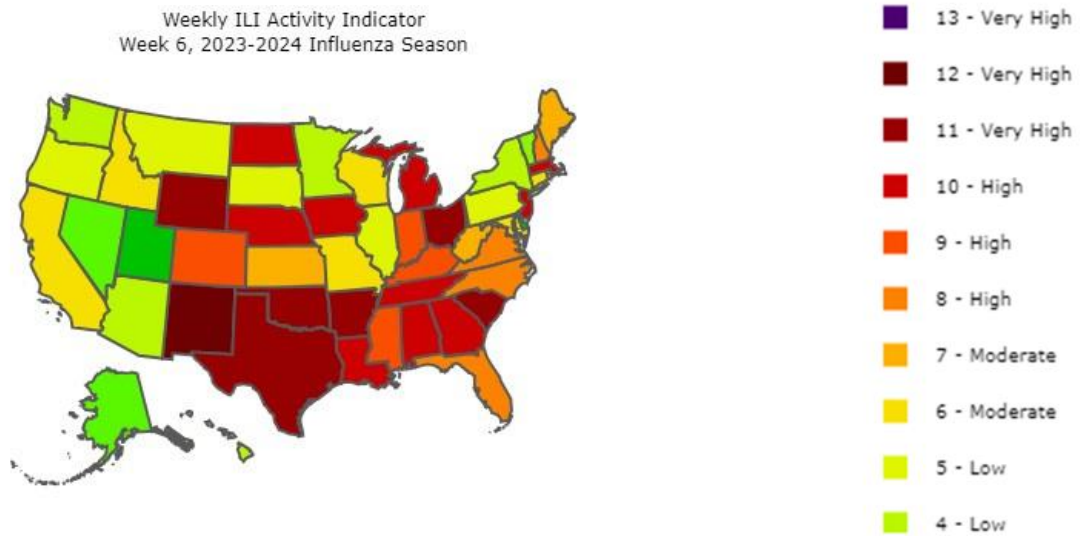 Weekly ILI Activity Indicator
Week 6, 2023-2024 Influenza Season
13 - Very High
12 - Very High
11 - Very High
10 - High
9 - High
8 - High
7 - Moderate
6 - Moderate
5 - Low
4 - Low